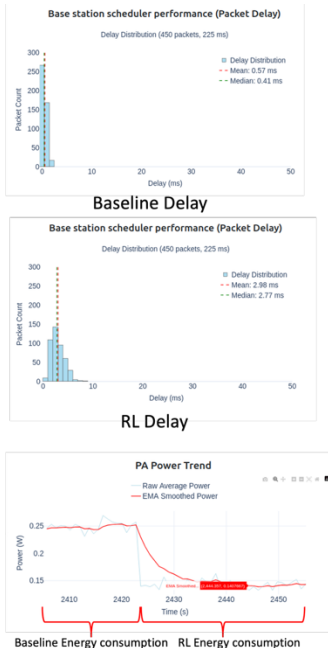 Base station scheduler performance (Packet Delay)
Delay Distribution (450 packets, 225 ms)
300
250
200
150
100
50
0
Packet Count
Delay Distribution
Mean: 0.57 ms
Median: 0.41 ms
0 10 20 30 40 50
Delay (ms)
Baseline Delay
Base station scheduler performance (Packet Delay)
Delay Distribution (450 packets, 225 ms)
300
250
200
150
100
50
0
Packet Count
Delay Distribution
Mean: 2.98 ms
Median: 2.77 ms
0 10 20 30 40 50
Delay (ms)
RL Delay
PA Power Trend
Raw Average Power
EMA Smoothed Power
0.25
0.2
0.15
Power (W)
2410 2420 2430 2440 2450
Time (s)
Baseline Energy consumption RL Energy consumption